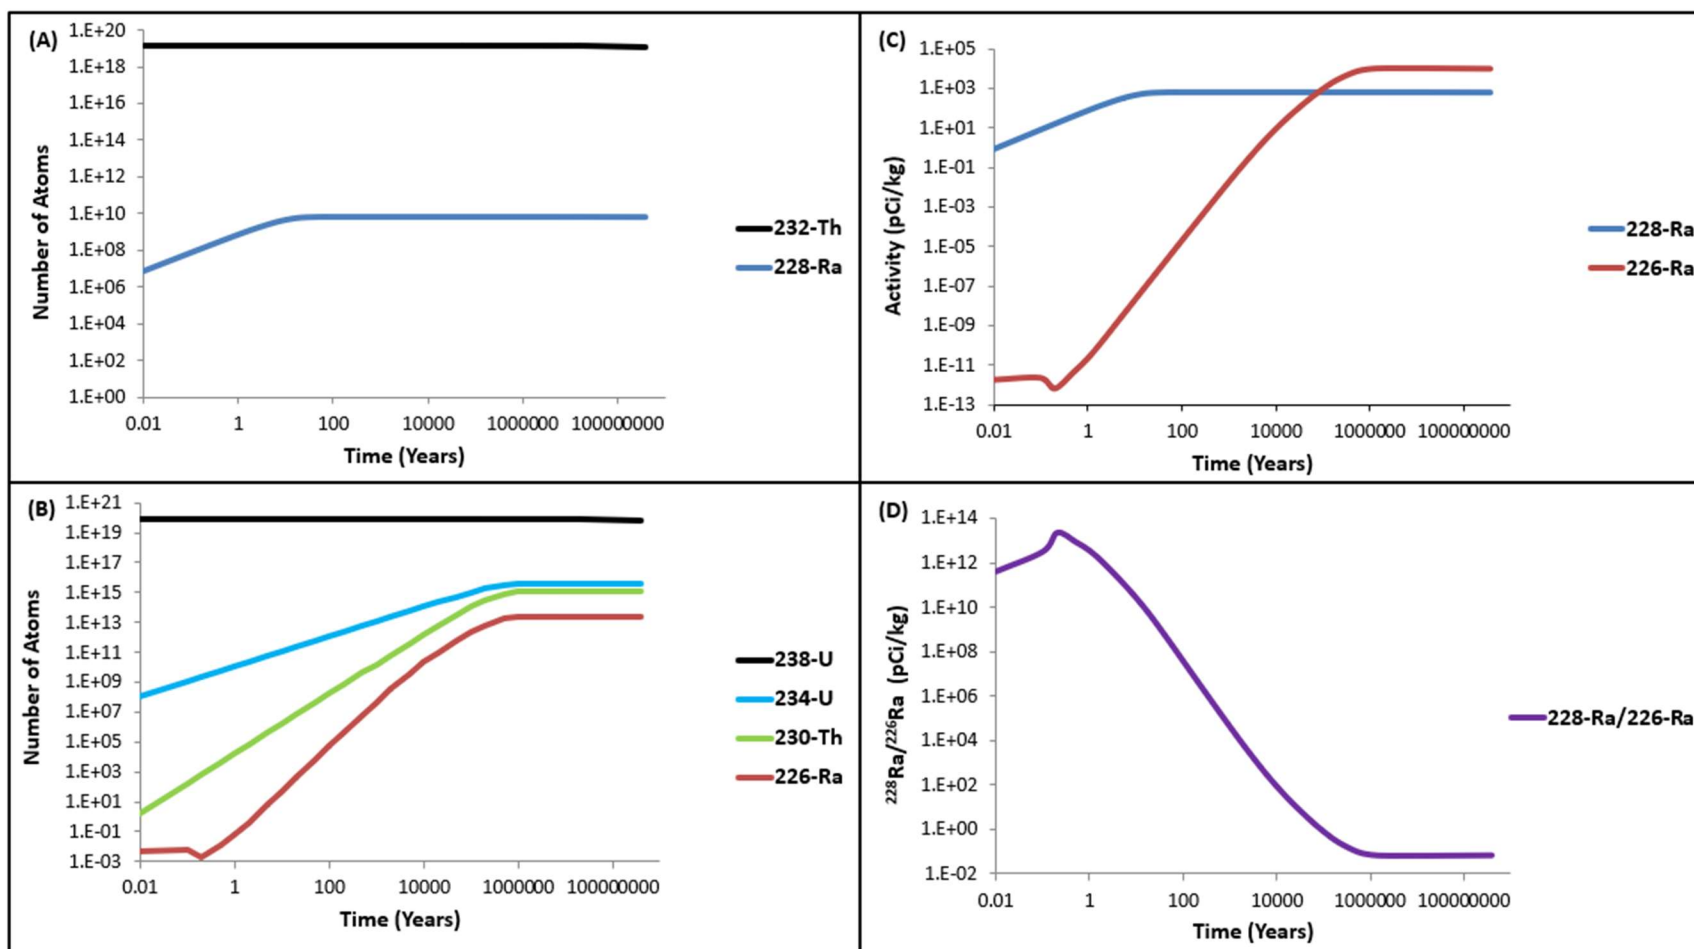 (A)
1.E+20
1.E+18
1.E+16
1.E+14
1.E+12
1.E+10
1.E+08
1.E+06
1.E+04
1.E+02
1.E+00
Number of Atoms
0.01 1 100 10000 1000000 100000000
Time (Years)
232-Th
228-Ra
(C)
1.E+05
1.E+03
1.E+01
1.E-01
1.E-03
1.E-05
1.E-07
1.E-09
1.E-11
1.E-13
Activity (pCi/kg)
0.01 1 100 10000 1000000 100000000
Time (Years)
228-Ra
226-Ra
(B)
1.E+21
1.E+19
1.E+17
1.E+15
1.E+13
1.E+11
1.E+09
1.E+07
1.E+05
1.E+03
1.E+01
1.E-01
1.E-03
Number of Atoms
0.01 1 100 10000 1000000 100000000
Time (Years)
238-U
234-U
230-Th
226-Ra
(D)
1.E+14
1.E+12
1.E+10
1.E+08
1.E+06
1.E+04
1.E+02
1.E+00
1.E-02
²²⁸Ra/²²⁶Ra (pCi/kg)
0.01 1 100 10000 1000000 100000000
Time (Years)
228-Ra/226-Ra